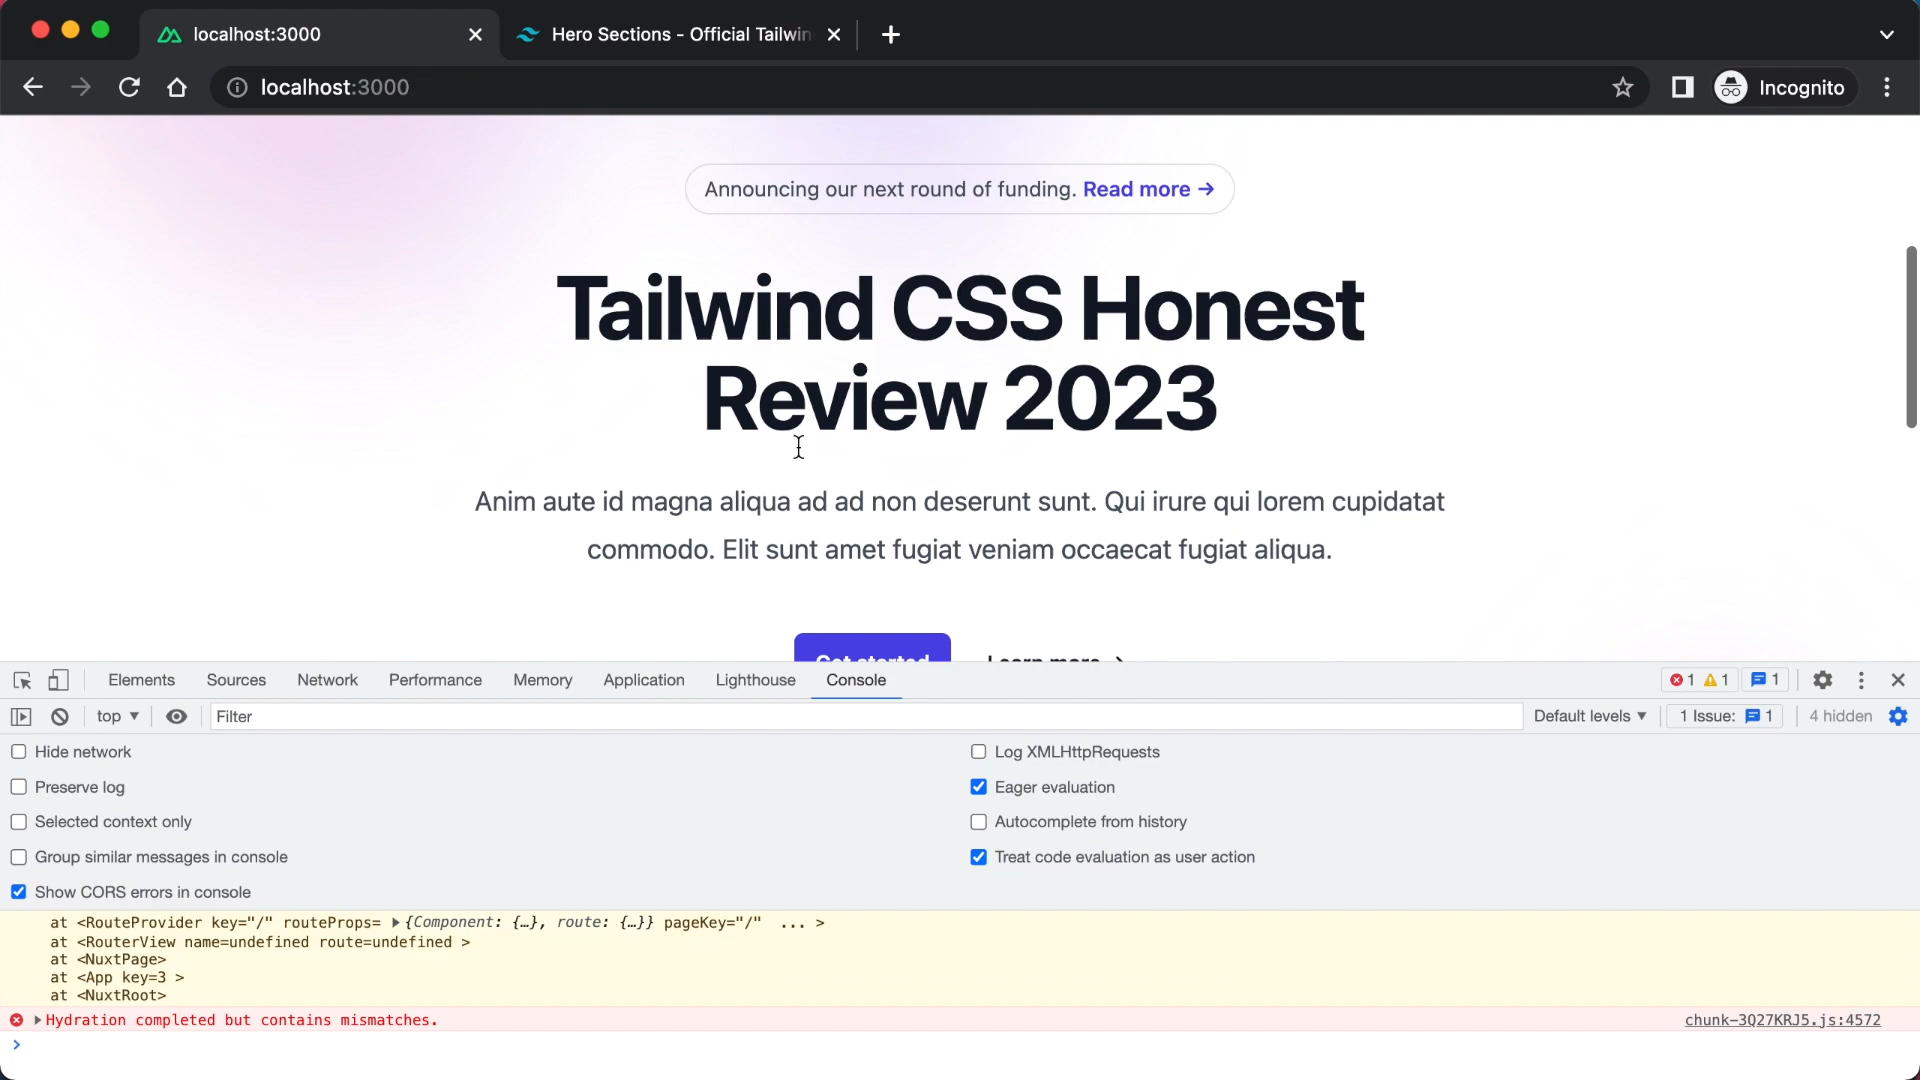 localhost:3000
Hero Sections - Official Tailwin
localhost:3000
Incognito
Announcing our next round of funding. Read more →
Tailwind CSS Honest
Review 2023
Anim aute id magna aliqua ad ad non deserunt sunt. Qui irure qui lorem cupidatat
commodo. Elit sunt amet fugiat veniam occaecat fugiat aliqua.
Get started Learn more →
Elements Sources Network Performance Memory Application Lighthouse Console 1 1 1
top ▼ Filter Default levels ▼ 1 Issue: 1 4 hidden
Hide network
Log XMLHttpRequests
Preserve log
Eager evaluation
Selected context only
Autocomplete from history
Group similar messages in console
Treat code evaluation as user action
Show CORS errors in console
at <RouteProvider key="/" routeProps= ▶{Component: {…}, route: {…}} pageKey="/" ... >
at <RouterView name=undefined route=undefined >
at <NuxtPage>
at <App key=3 >
at <NuxtRoot>
▶Hydration completed but contains mismatches. chunk-3Q27KRJ5.js:4572
>